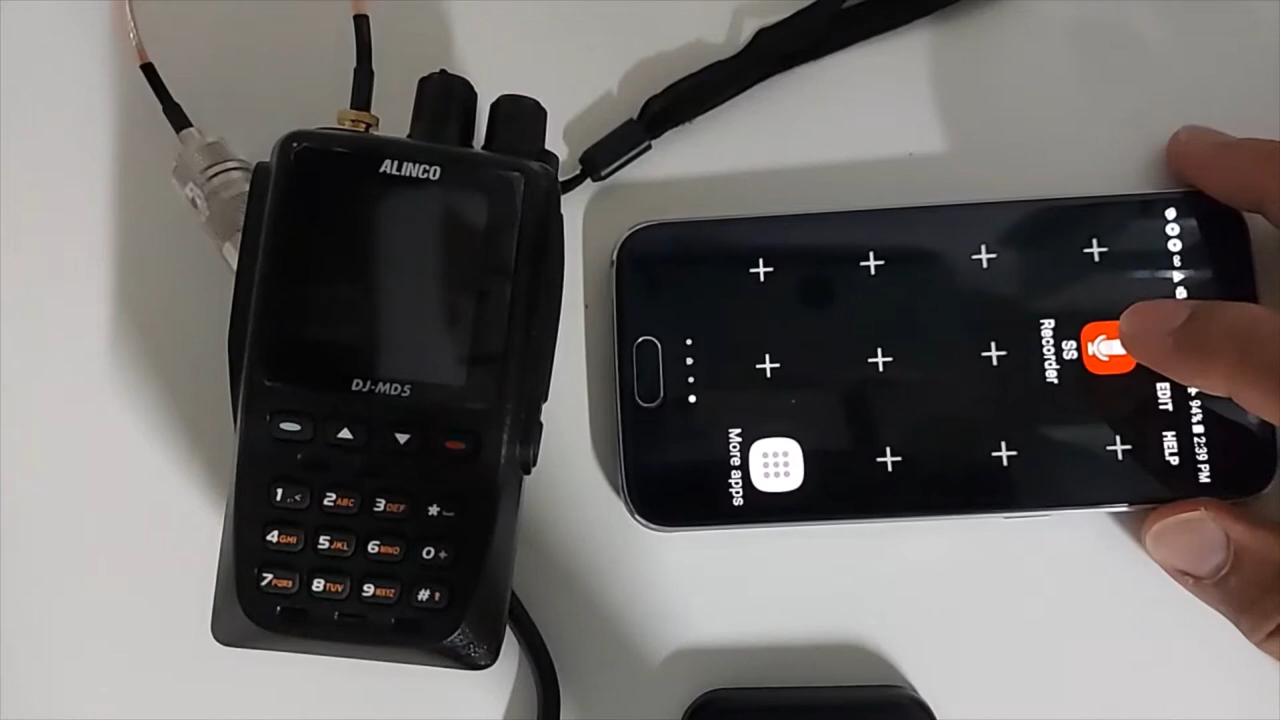 ALINCO
DJ-MD5
1.,<
2ABC
3DEF
*
4GHI
5JKL
6MNO
0+
7PQRS
8TUV
9WXYZ
#
94% 2:39 PM
EDIT HELP
SS
Recorder
More apps